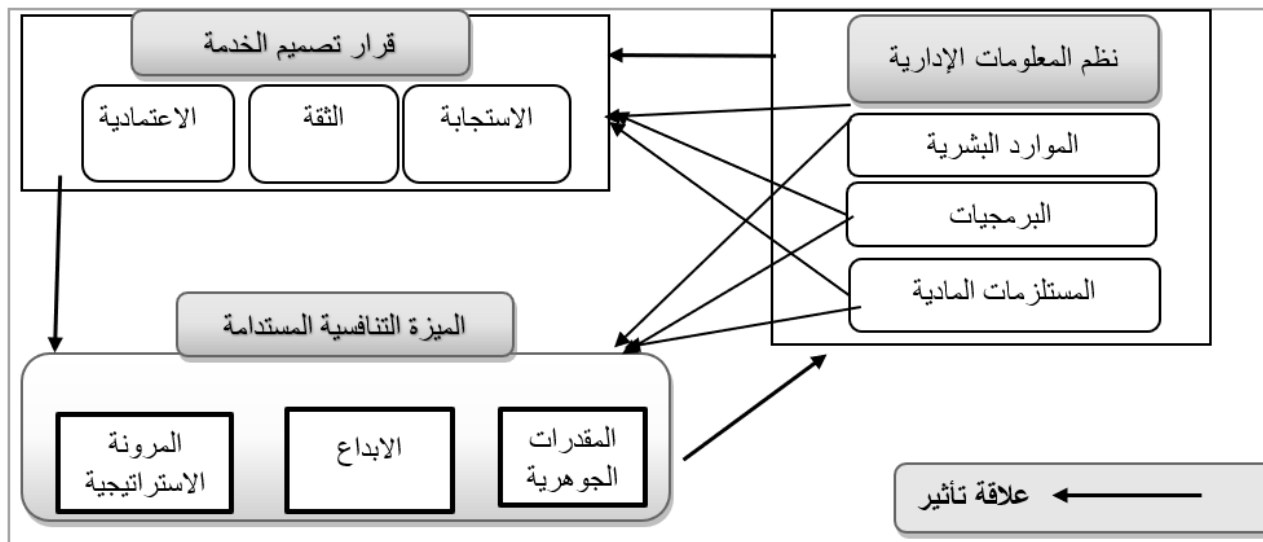 نظم المعلومات الإدارية
الموارد البشرية
البرمجيات
المستلزمات المادية
قرار تصميم الخدمة
الاستجابة
الثقة
الاعتمادية
الميزة التنافسية المستدامة
المقدرات
الجوهرية
الابداع
المرونة
الاستراتيجية
علاقة تأثير